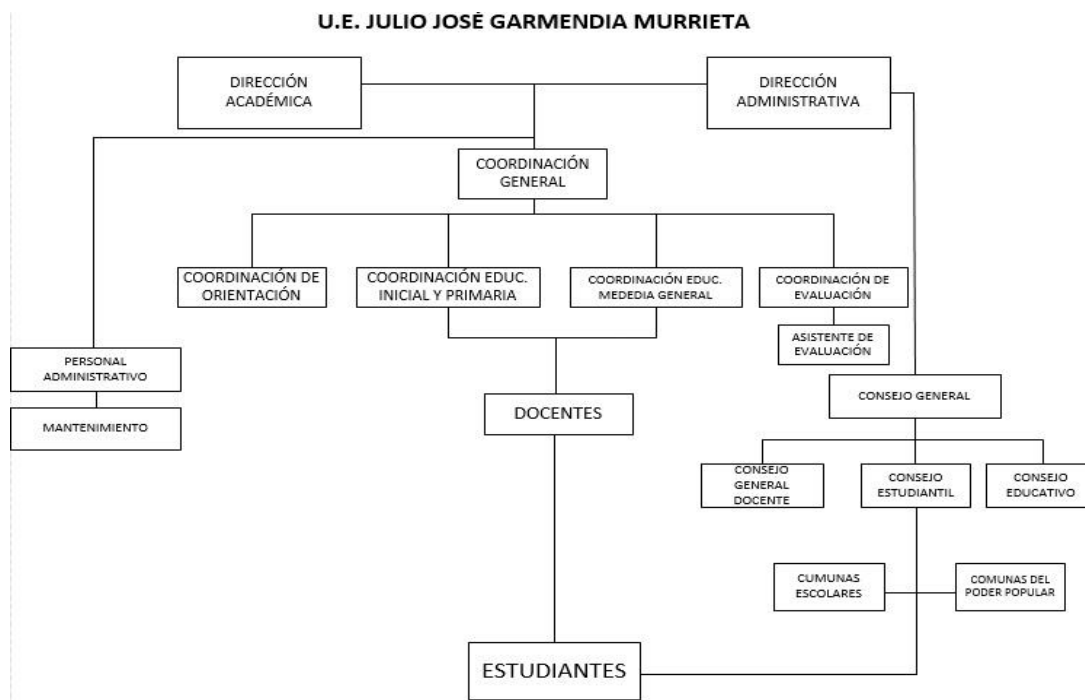 U.E. JULIO JOSÉ GARMENDIA MURRIETA
DIRECCIÓN
ACADÉMICA
DIRECCIÓN
ADMINISTRATIVA
COORDINACIÓN
GENERAL
COORDINACIÓN DE
ORIENTACIÓN
COORDINACIÓN EDUC.
INICIAL Y PRIMARIA
COORDINACIÓN EDUC.
MEDEDIA GENERAL
COORDINACIÓN DE
EVALUACIÓN
ASISTENTE DE
EVALUACIÓN
PERSONAL
ADMINISTRATIVO
MANTENIMIENTO
DOCENTES
CONSEJO GENERAL
CONSEJO
GENERAL
DOCENTE
CONSEJO
ESTUDIANTIL
CONSEJO
EDUCATIVO
CUMUNAS
ESCOLARES
COMUNAS DEL
PODER POPULAR
ESTUDIANTES